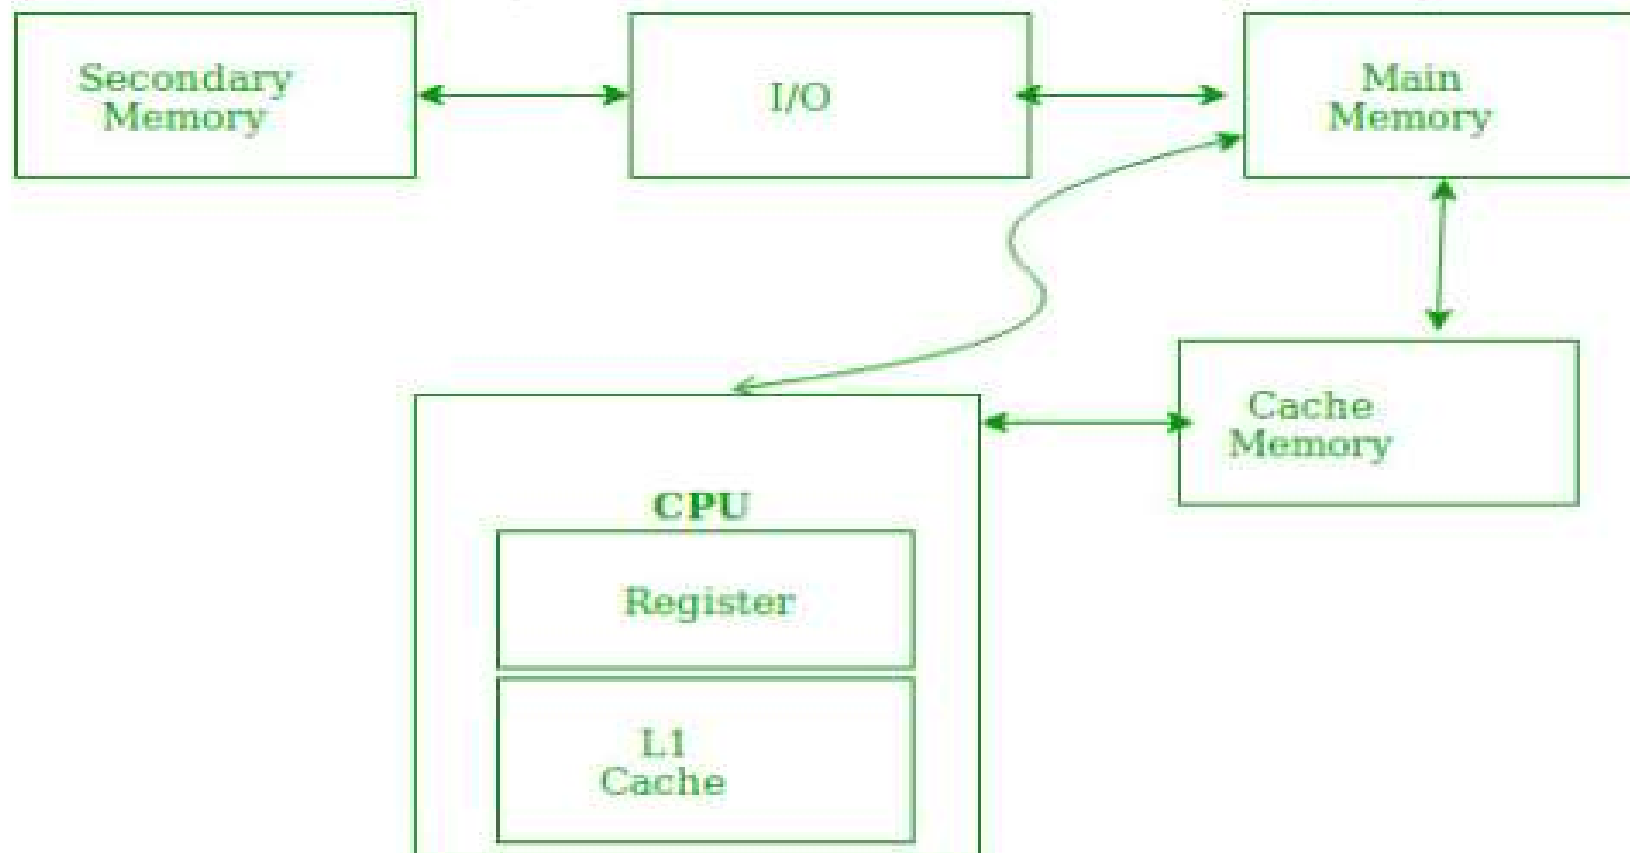 Secondary
Memory
I/O
Main
Memory
Cache
Memory
CPU
Register
L1
Cache